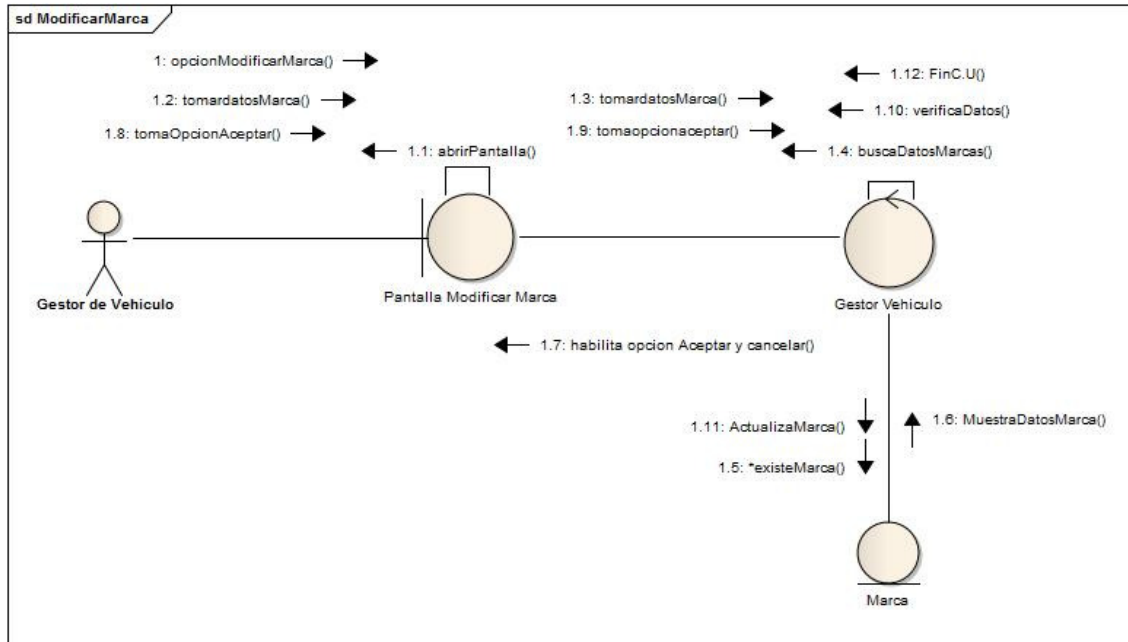 sd ModificarMarca
1: opcionModificarMarca()
1.2: tomardatosMarca()
1.8: tomaOpcionAceptar()
1.1: abrirPantalla()
1.3: tomardatosMarca()
1.9: tomaopcionaceptar()
1.12: FinC.U()
1.10: verificaDatos()
1.4: buscaDatosMarcas()
Gestor de Vehiculo
Pantalla Modificar Marca
Gestor Vehiculo
1.7: habilita opcion Aceptar y cancelar()
1.11: ActualizaMarca()
1.6: MuestraDatosMarca()
1.5: *existeMarca()
Marca